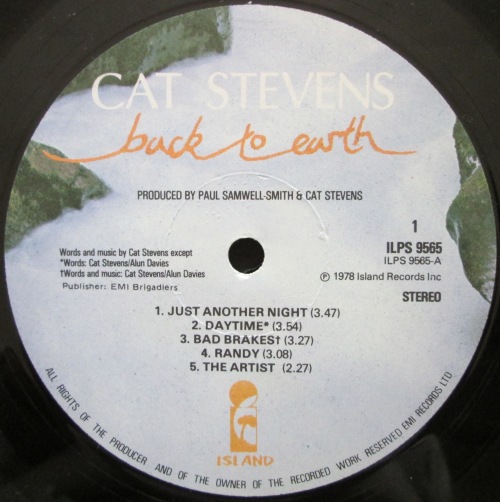 CAT STEVENS
back to earth
PRODUCED BY PAUL SAMWELL-SMITH & CAT STEVENS
1
ILPS 9565
ILPS 9565-A
Words and music by Cat Stevens except
*Words: Cat Stevens/Alun Davies
†Words and music: Cat Stevens/Alun Davies
Publisher: EMI Brigadiers
℗ 1978 Island Records Inc
STEREO
1. JUST ANOTHER NIGHT (3.47)
2. DAYTIME* (3.54)
3. BAD BRAKES† (3.27)
4. RANDY (3.08)
5. THE ARTIST (2.27)
ISLAND
ALL RIGHTS OF THE PRODUCER AND OF THE OWNER OF THE RECORDED WORK RESERVED EMI RECORDS LTD